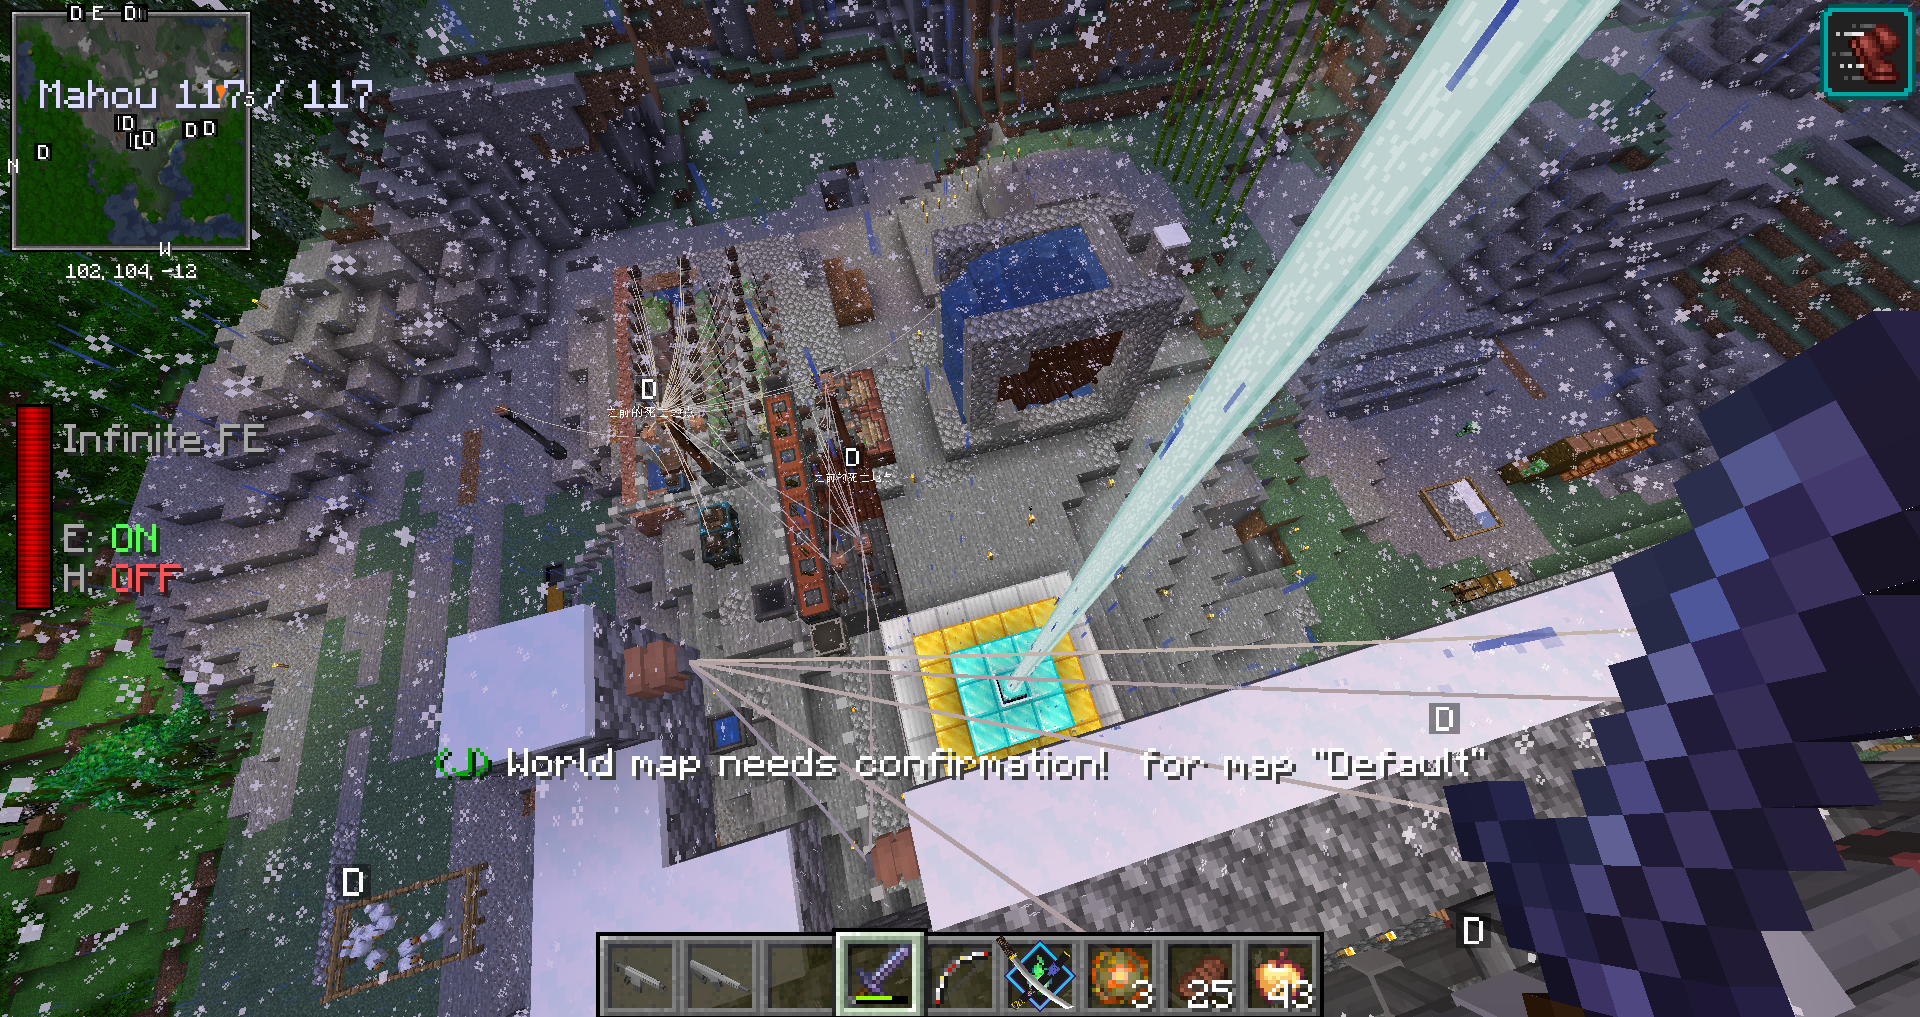 D E D
Mahou 117 / 117
D
D
D D
D
N
W
102, 104, -12
D
D
Infinite FE
E: ON
H: OFF
D
World map needs confirmation! for map "Default"
D
D
3 25 43